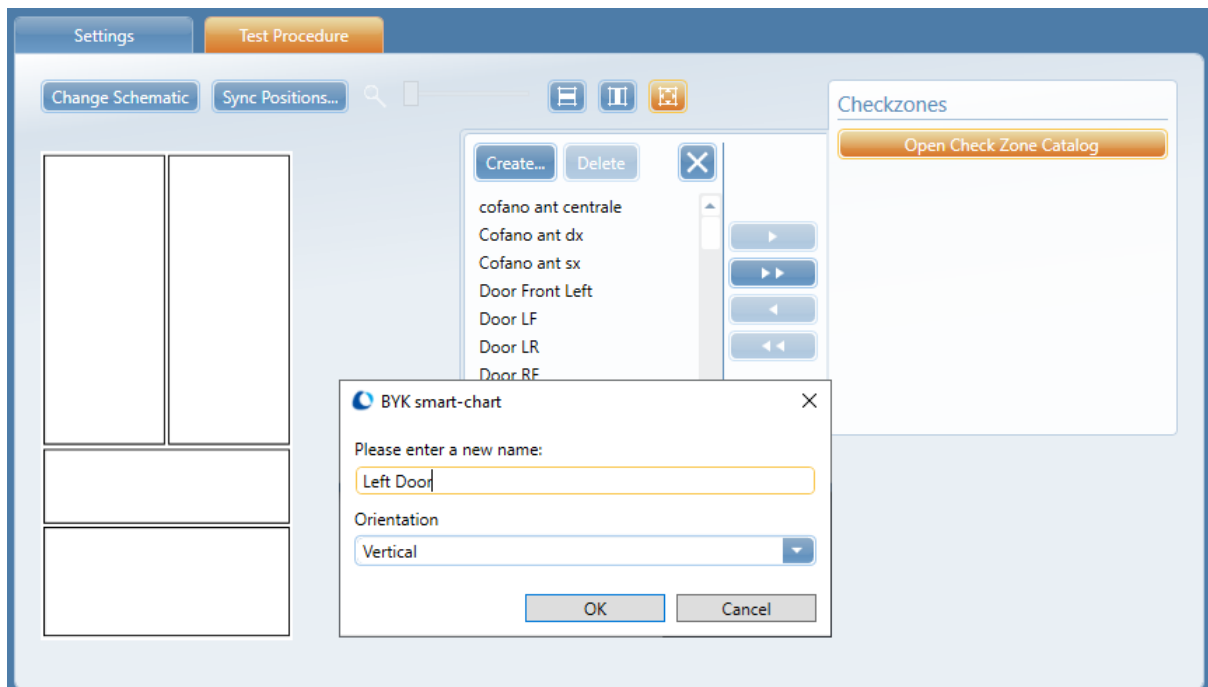 Settings
Test Procedure
Change Schematic
Sync Positions...
Checkzones
Open Check Zone Catalog
Create...
Delete
cofano ant centrale
Cofano ant dx
Cofano ant sx
Door Front Left
Door LF
Door LR
Door RF
BYK smart-chart
Please enter a new name:
Left Door
Orientation
Vertical
OK
Cancel